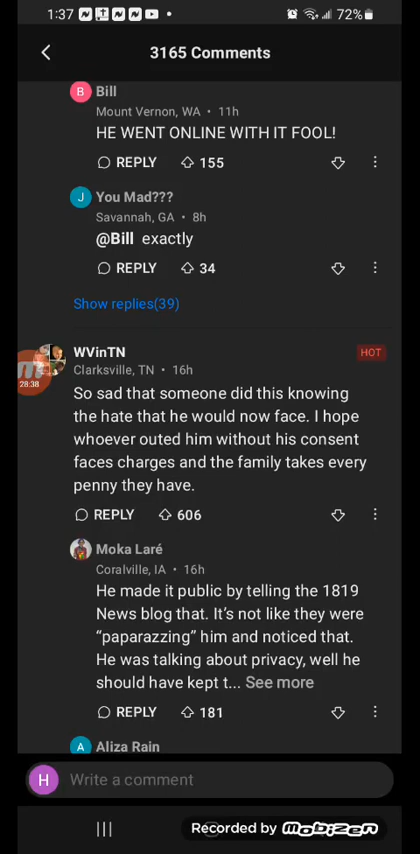 1:37
72%
3165 Comments
B Bill
Mount Vernon, WA • 11h
HE WENT ONLINE WITH IT FOOL!
REPLY 155
J You Mad???
Savannah, GA • 8h
@Bill exactly
REPLY 34
Show replies(39)
WVinTN HOT
Clarksville, TN • 16h
28:38
So sad that someone did this knowing
the hate that he would now face. I hope
whoever outed him without his consent
faces charges and the family takes every
penny they have.
REPLY 606
Moka Laré
Coralville, IA • 16h
He made it public by telling the 1819
News blog that. It's not like they were
“paparazzing” him and noticed that.
He was talking about privacy, well he
should have kept t... See more
REPLY 181
A Aliza Rain
H Write a comment
Recorded by mobizen